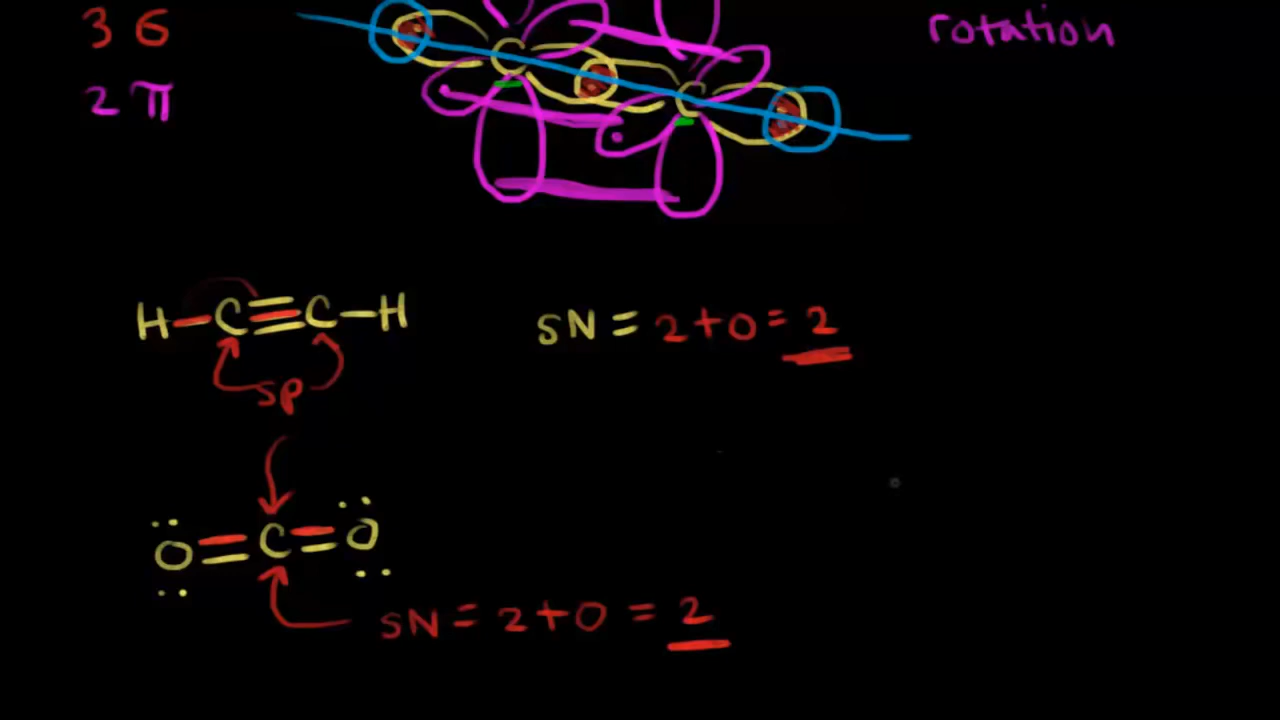 3 σ
2 π
rotation
C
C
H-C≡C-H
SN = 2+0 = 2
sp
O=C=O
SN = 2+0 = 2